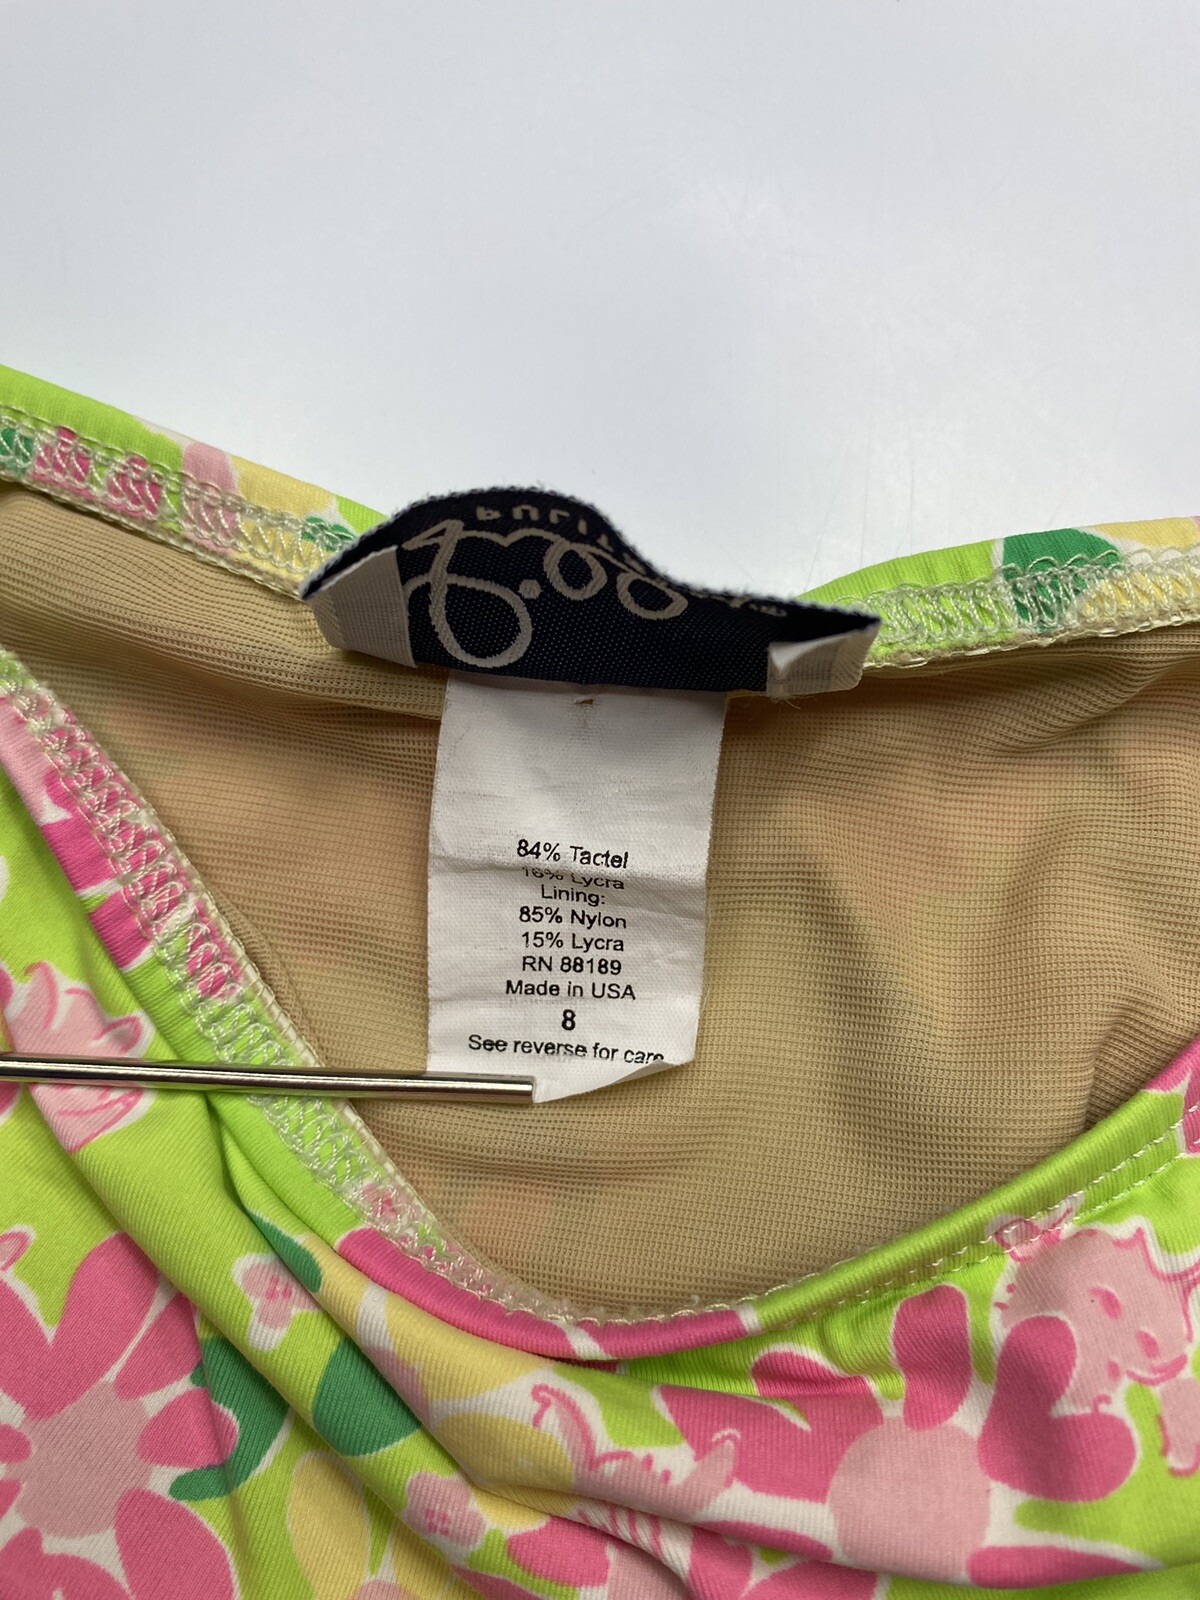 84% Tactel
16% Lycra
Lining:
85% Nylon
15% Lycra
RN 88189
Made in USA
8
See reverse for care